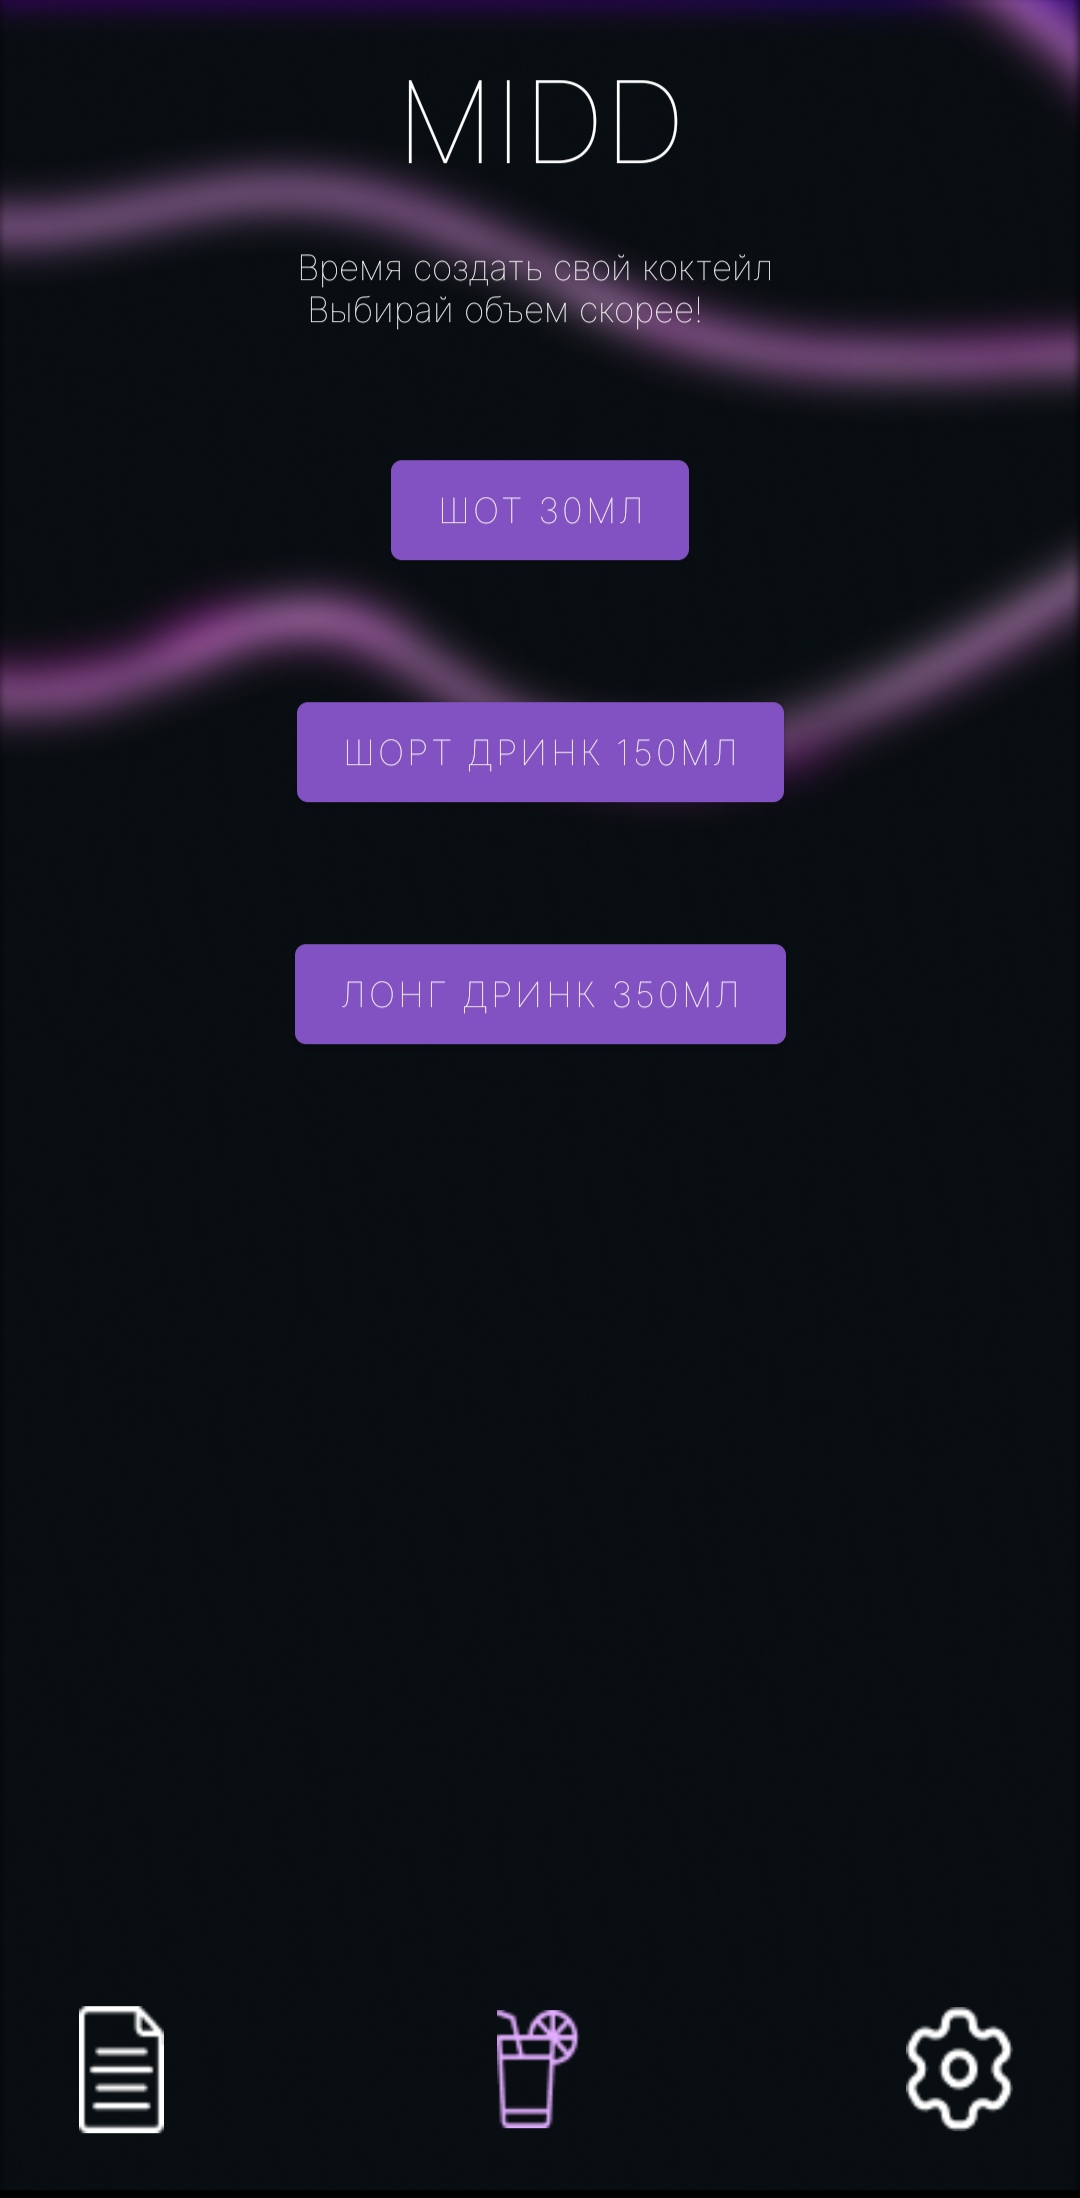 MIDD
Время создать свой коктейл
Выбирай объем скорее!
ШОТ 30МЛ
ШОРТ ДРИНК 150МЛ
ЛОНГ ДРИНК 350МЛ